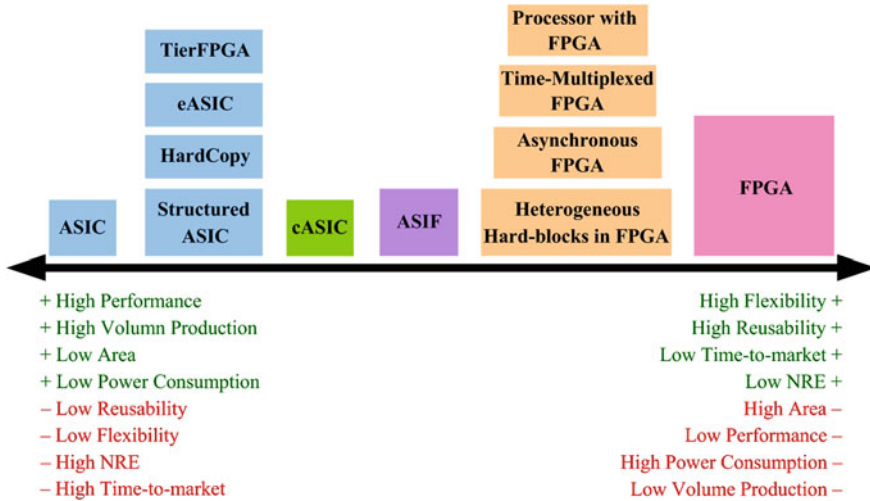 Processor with
FPGA
TierFPGA
Time-Multiplexed
FPGA
eASIC
Asynchronous
FPGA
HardCopy
FPGA
ASIC
Structured
ASIC
cASIC
ASIF
Heterogeneous
Hard-blocks in FPGA
+ High Performance
+ High Volumn Production
+ Low Area
+ Low Power Consumption
– Low Reusability
– Low Flexibility
– High NRE
– High Time-to-market
High Flexibility +
High Reusability +
Low Time-to-market +
Low NRE +
High Area –
Low Performance –
High Power Consumption –
Low Volume Production –